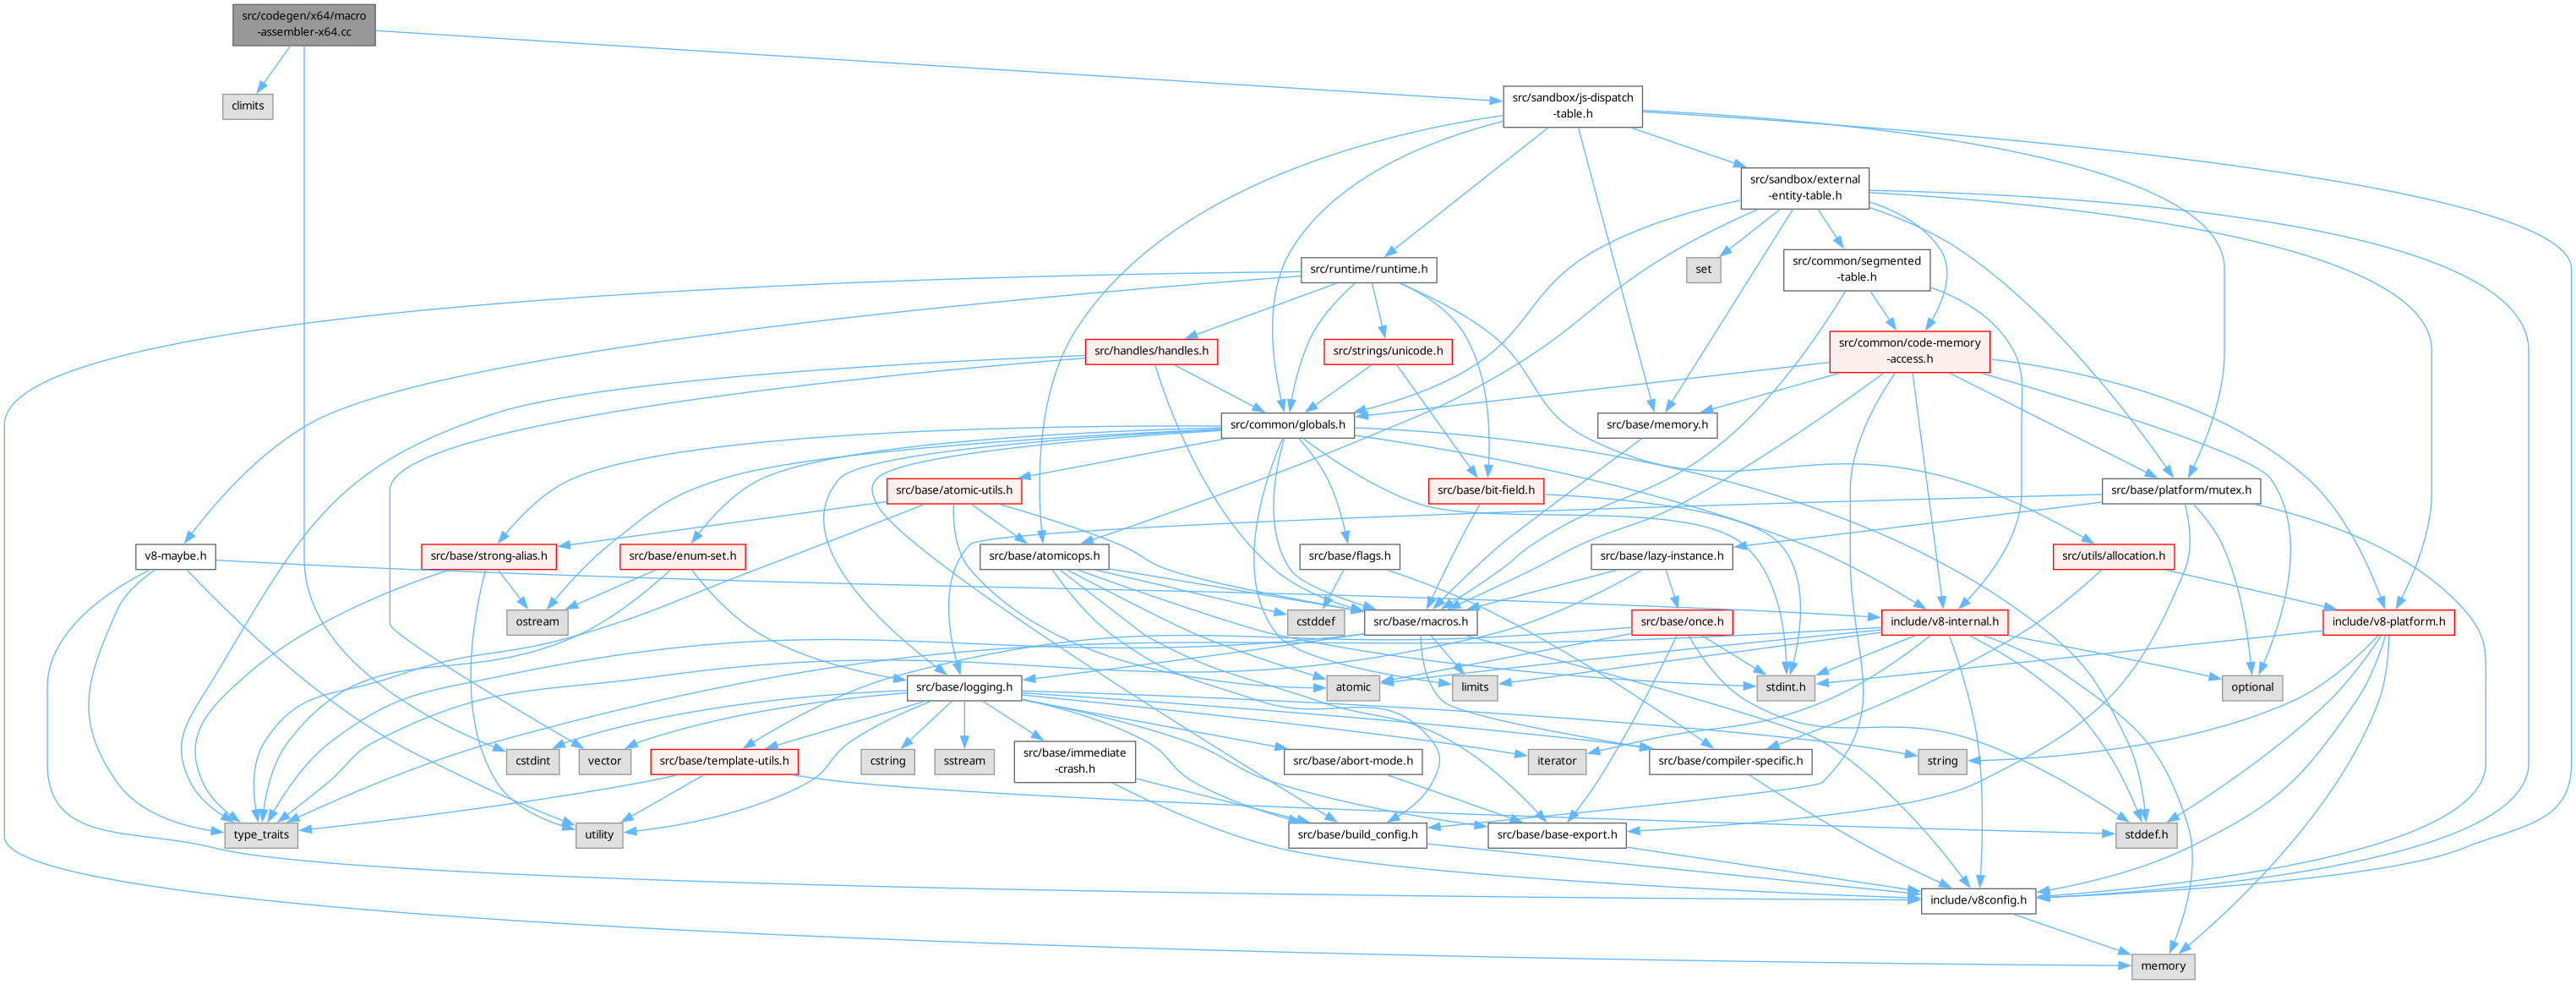 src/codegen/x64/macro
-assembler-x64.cc
climits
src/sandbox/js-dispatch
-table.h
src/sandbox/external
-entity-table.h
src/runtime/runtime.h
set
src/common/segmented
-table.h
src/handles/handles.h
src/strings/unicode.h
src/common/code-memory
-access.h
src/common/globals.h
src/base/memory.h
src/base/atomic-utils.h
src/base/bit-field.h
src/base/platform/mutex.h
v8-maybe.h
src/base/strong-alias.h
src/base/enum-set.h
src/base/atomicops.h
src/base/flags.h
src/base/lazy-instance.h
src/utils/allocation.h
ostream
cstddef
src/base/macros.h
src/base/once.h
include/v8-internal.h
include/v8-platform.h
src/base/logging.h
atomic
limits
stdint.h
optional
cstdint
vector
src/base/template-utils.h
cstring
sstream
src/base/immediate
-crash.h
src/base/abort-mode.h
iterator
src/base/compiler-specific.h
string
type_traits
utility
src/base/build_config.h
src/base/base-export.h
stddef.h
include/v8config.h
memory